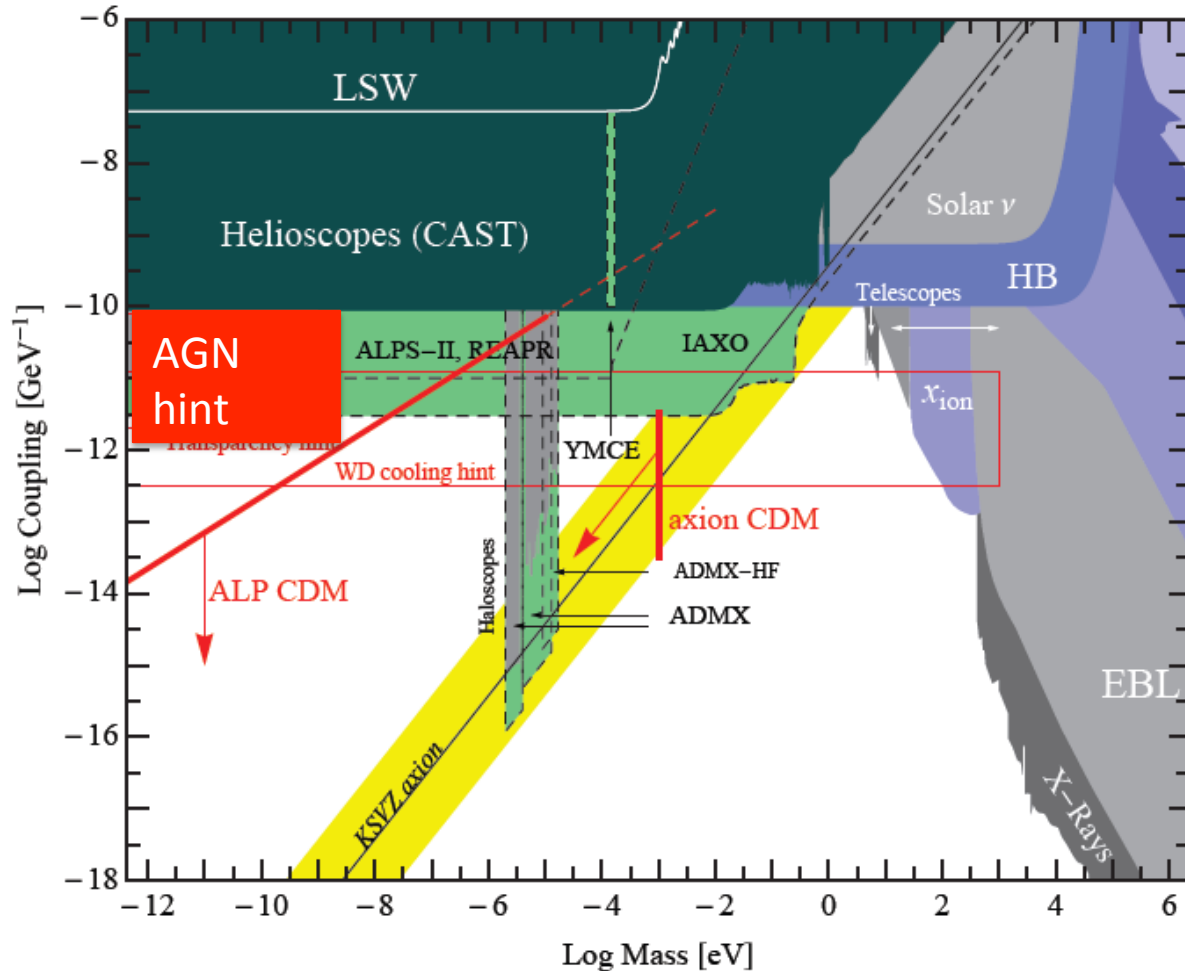 −6
LSW
−8
Solar ν
Helioscopes (CAST)
HB
−10
Telescopes
AGN
hint
ALPS−II, REAPR
IAXO
x_ion
−12
YMCE
Transparency hint
WD cooling hint
axion CDM
Haloscopes
ADMX−HF
−14
ALP CDM
ADMX
EBL
−16
KSVZ axion
X−Rays
−18
−12 −10 −8 −6 −4 −2 0 2 4 6
Log Coupling [GeV⁻¹]
Log Mass [eV]